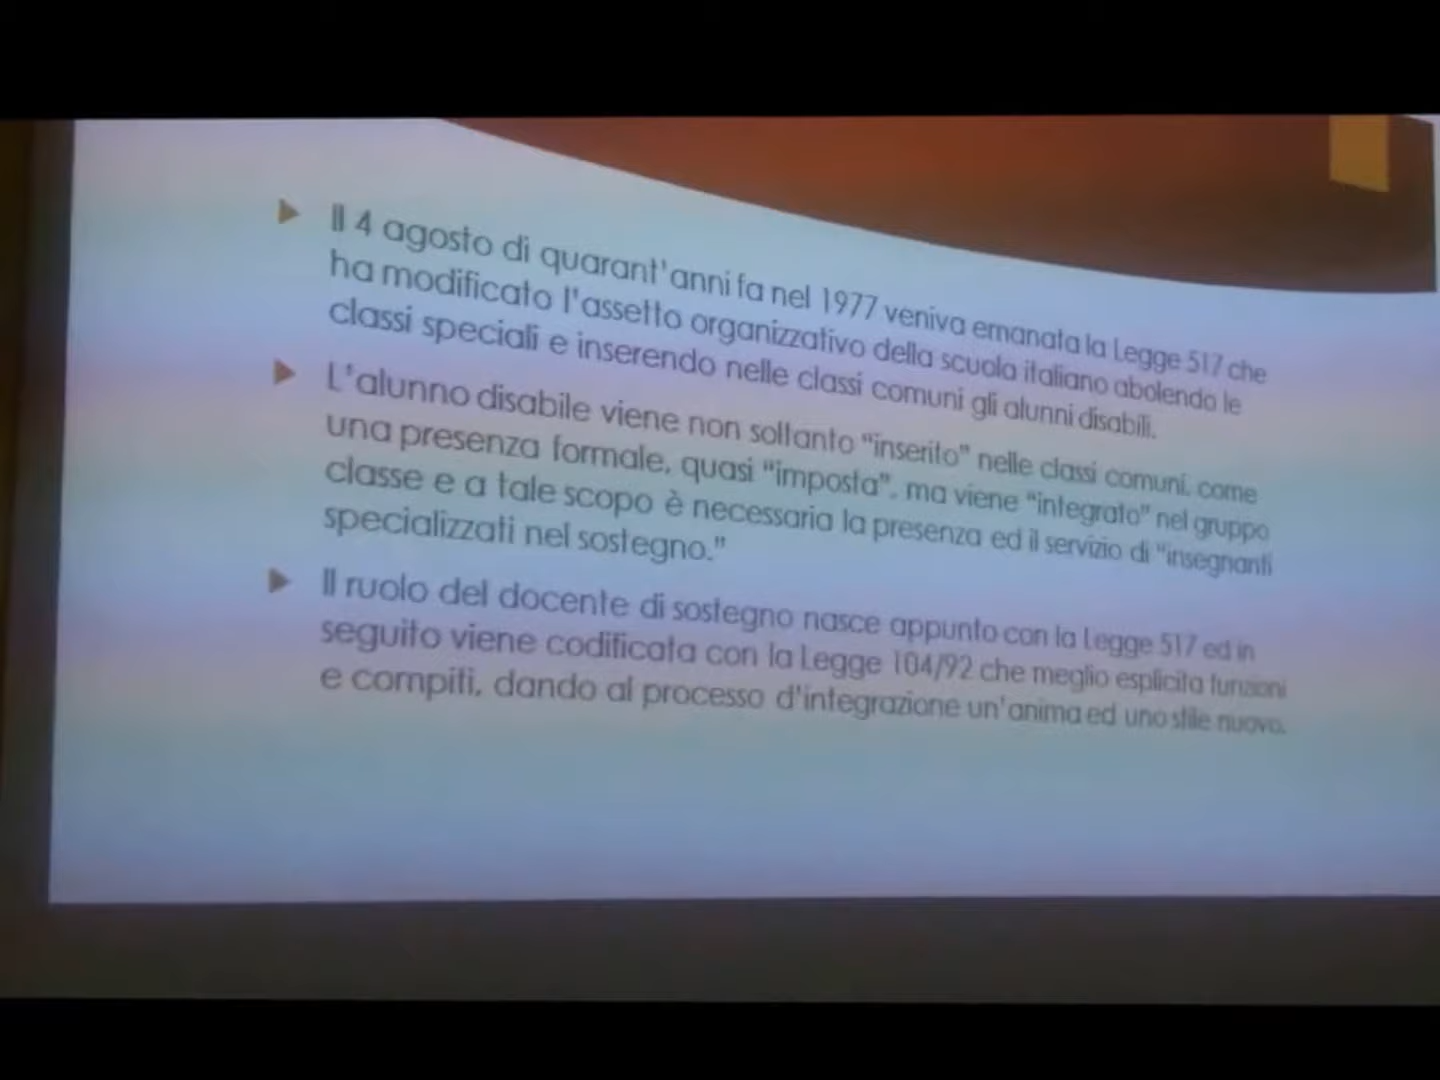 Il 4 agosto di quarant'anni fa nel 1977 veniva emanata la Legge 517 che
ha modificato l'assetto organizzativo della scuola italiano abolendo le
classi speciali e inserendo nelle classi comuni gli alunni disabili.
L'alunno disabile viene non soltanto "inserito" nelle classi comuni, come
una presenza formale, quasi "imposta", ma viene "integrato" nel gruppo
classe e a tale scopo è necessaria la presenza ed il servizio di "insegnanti
specializzati nel sostegno."
Il ruolo del docente di sostegno nasce appunto con la Legge 517 ed in
seguito viene codificata con la Legge 104/92 che meglio esplicita funzioni
e compiti, dando al processo d'integrazione un'anima ed uno stile nuovo.